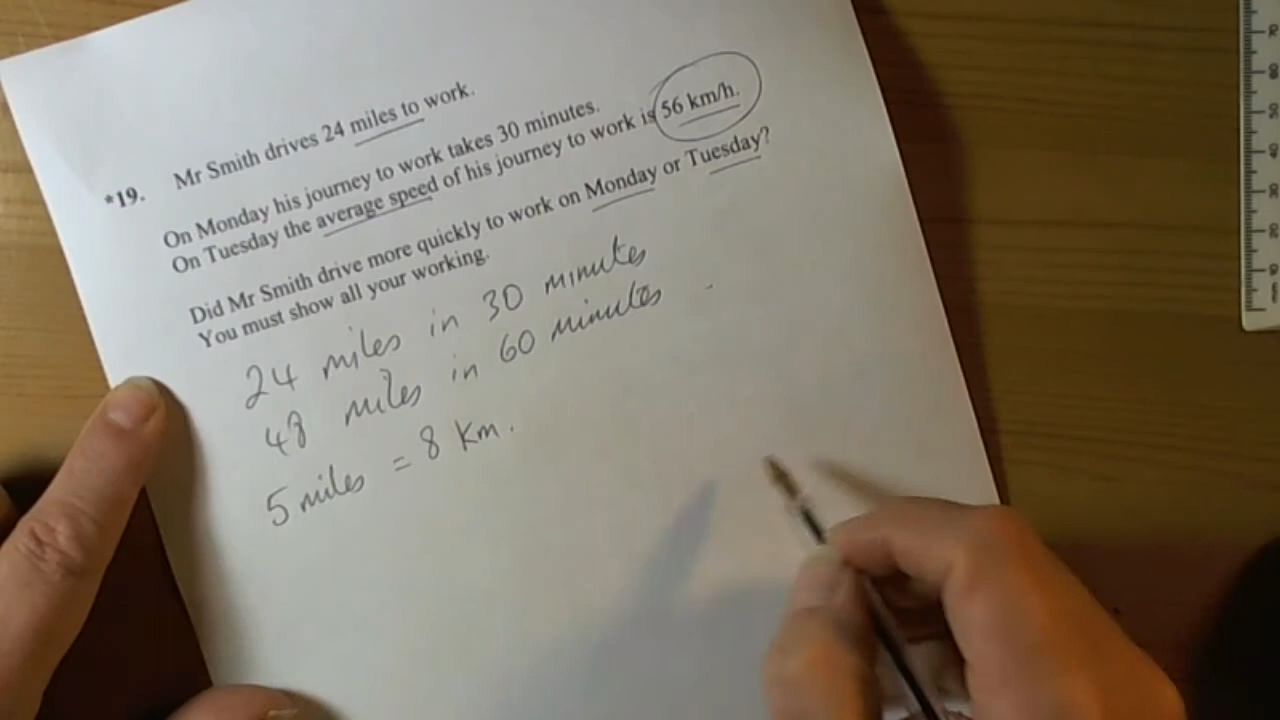 *19. Mr Smith drives 24 miles to work.
On Monday his journey to work takes 30 minutes.
On Tuesday the average speed of his journey to work is 56 km/h.
Did Mr Smith drive more quickly to work on Monday or Tuesday?
You must show all your working.
24 miles in 30 minutes
48 miles in 60 minutes
5 miles = 8 km.